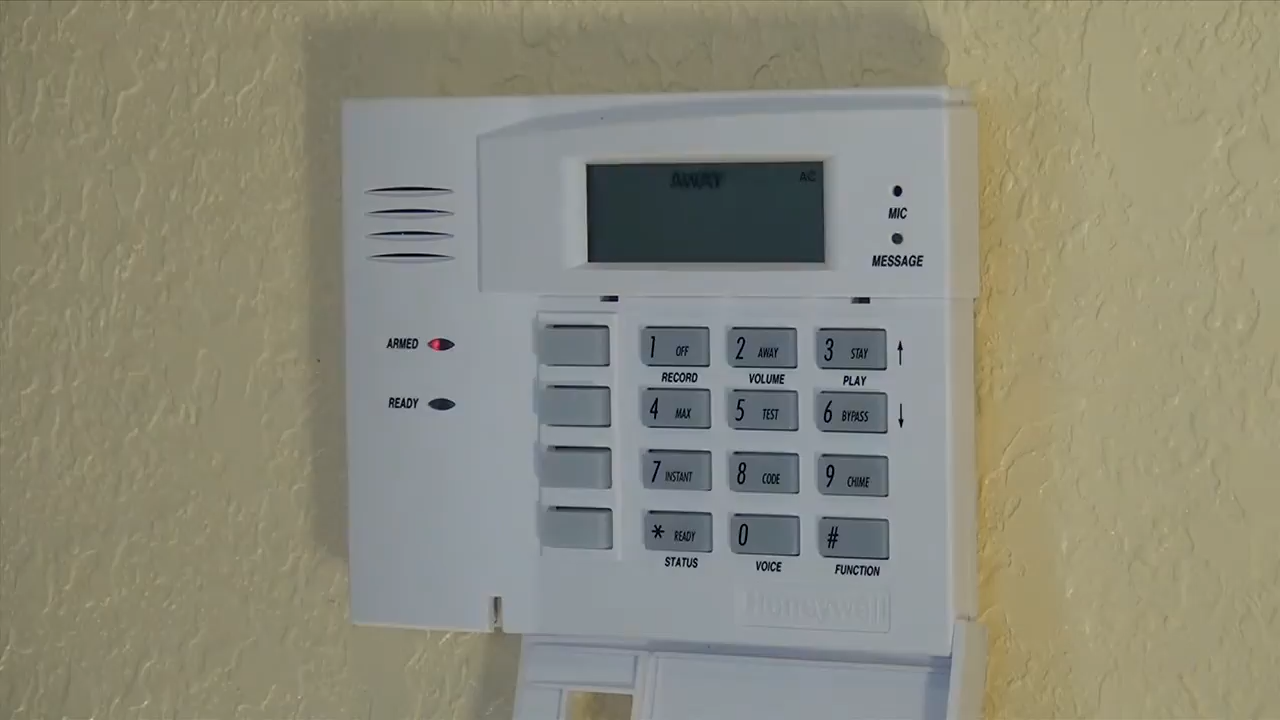 AWAY AC
MIC
MESSAGE
ARMED
READY
1 OFF 2 AWAY 3 STAY ↑
RECORD VOLUME PLAY
4 MAX 5 TEST 6 BYPASS ↓
7 INSTANT 8 CODE 9 CHIME
* READY 0 #
STATUS VOICE FUNCTION
Honeywell